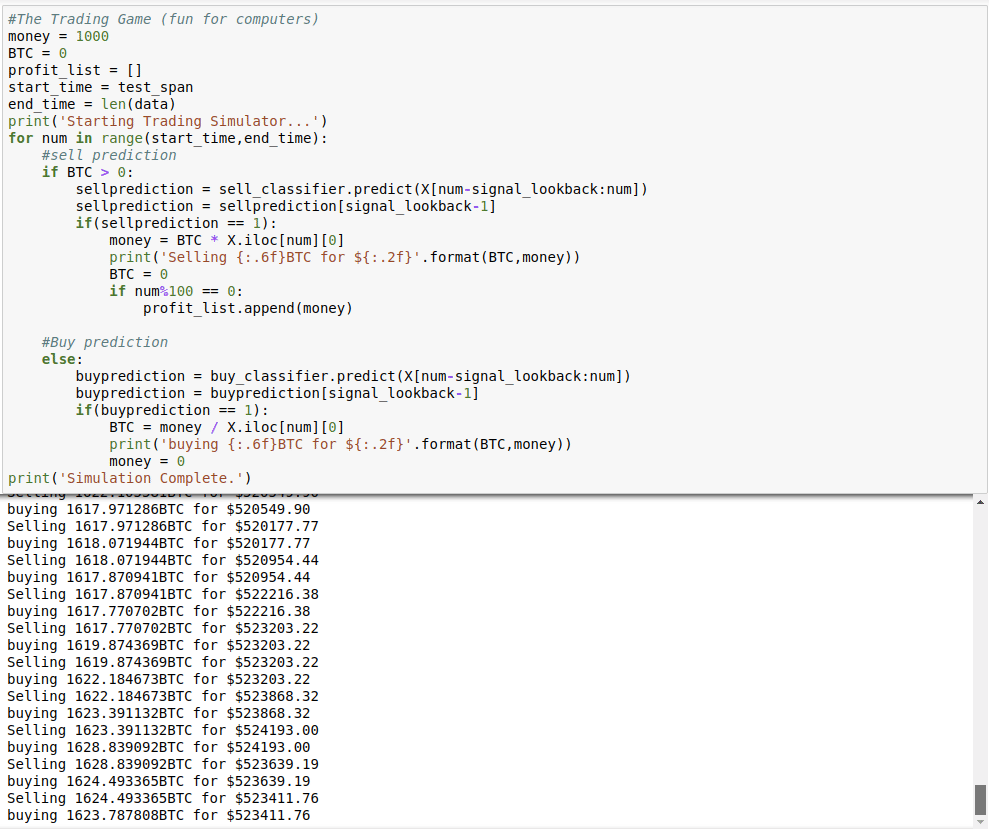 #The Trading Game (fun for computers)
money = 1000
BTC = 0
profit_list = []
start_time = test_span
end_time = len(data)
print('Starting Trading Simulator...')
for num in range(start_time,end_time):
    #sell prediction
    if BTC > 0:
        sellprediction = sell_classifier.predict(X[num-signal_lookback:num])
        sellprediction = sellprediction[signal_lookback-1]
        if(sellprediction == 1):
            money = BTC * X.iloc[num][0]
            print('Selling {:.6f}BTC for ${:.2f}'.format(BTC,money))
            BTC = 0
            if num%100 == 0:
                profit_list.append(money)

    #Buy prediction
    else:
        buyprediction = buy_classifier.predict(X[num-signal_lookback:num])
        buyprediction = buyprediction[signal_lookback-1]
        if(buyprediction == 1):
            BTC = money / X.iloc[num][0]
            print('buying {:.6f}BTC for ${:.2f}'.format(BTC,money))
            money = 0
print('Simulation Complete.')
buying 1617.971286BTC for $520549.90
Selling 1617.971286BTC for $520177.77
buying 1618.071944BTC for $520177.77
Selling 1618.071944BTC for $520954.44
buying 1617.870941BTC for $520954.44
Selling 1617.870941BTC for $522216.38
buying 1617.770702BTC for $522216.38
Selling 1617.770702BTC for $523203.22
buying 1619.874369BTC for $523203.22
Selling 1619.874369BTC for $523203.22
buying 1622.184673BTC for $523203.22
Selling 1622.184673BTC for $523868.32
buying 1623.391132BTC for $523868.32
Selling 1623.391132BTC for $524193.00
buying 1628.839092BTC for $524193.00
Selling 1628.839092BTC for $523639.19
buying 1624.493365BTC for $523639.19
Selling 1624.493365BTC for $523411.76
buying 1623.787808BTC for $523411.76